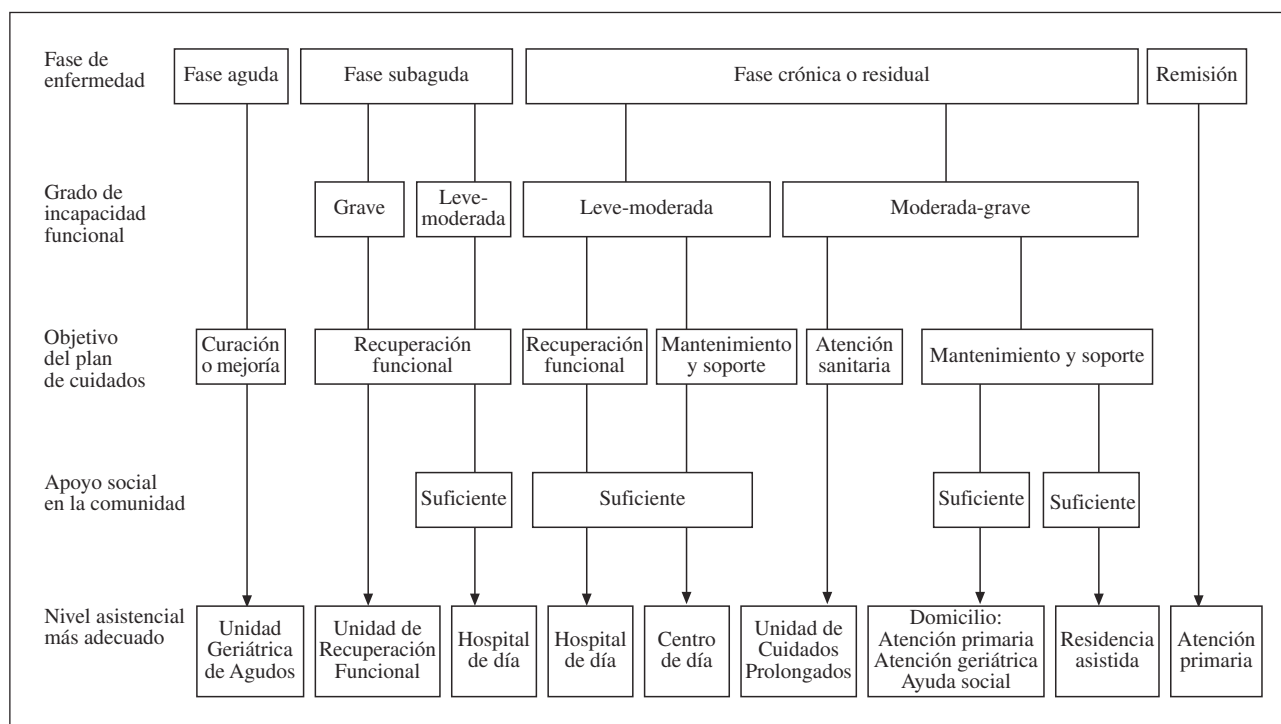 Fase de
enfermedad
Fase aguda
Fase subaguda
Fase crónica o residual
Remisión
Grado de
incapacidad
funcional
Grave
Leve-
moderada
Leve-moderada
Moderada-grave
Objetivo
del plan
de cuidados
Curación
o mejoría
Recuperación
funcional
Recuperación
funcional
Mantenimiento
y soporte
Atención
sanitaria
Mantenimiento y soporte
Apoyo social
en la comunidad
Suficiente
Suficiente
Suficiente
Suficiente
Nivel asistencial
más adecuado
Unidad
Geriátrica
de Agudos
Unidad de
Recuperación
Funcional
Hospital
de día
Hospital
de día
Centro
de día
Unidad de
Cuidados
Prolongados
Domicilio:
Atención primaria
Atención geriátrica
Ayuda social
Residencia
asistida
Atención
primaria